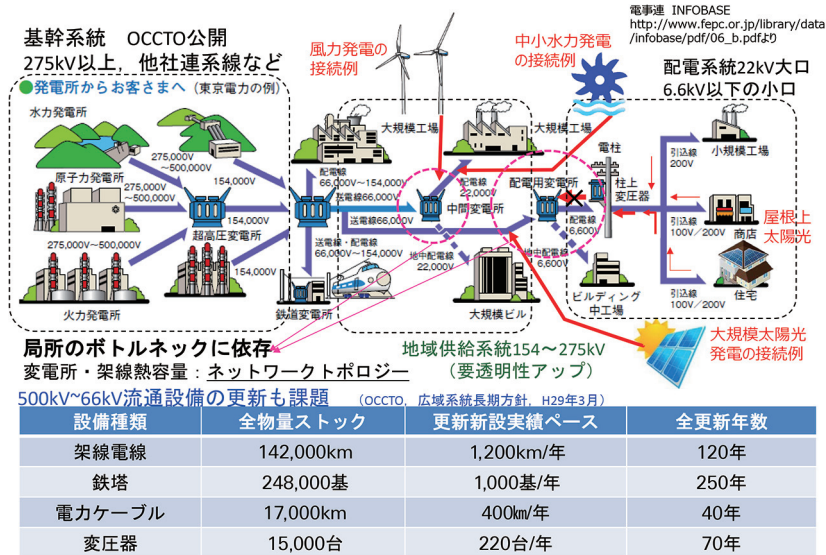 電事連 INFOBASE
http://www.fepc.or.jp/library/data
/infobase/pdf/06_b.pdfより
基幹系統 OCCTO公開
275kV以上，他社連系線など
●発電所からお客さまへ（東京電力の例）
風力発電の
接続例
中小水力発電
の接続例
配電系統22kV大口
6.6kV以下の小口
水力発電所
275,000V
～500,000V
154,000V
原子力発電所
275,000V
～500,000V
154,000V
超高圧変電所
275,000V～500,000V
154,000V
火力発電所
大規模工場
配電線
66,000V～154,000V
送電線66,000V
送電線66,000V
送電線・配電線
66,000V～154,000V
鉄道変電所
大規模工場
配電線
22,000V
中間変電所
地中配電線
22,000V
大規模ビル
配電用変電所
配電線
6,600V
地中配電線
6,600V
ビルディング
中工場
電柱
柱上
変圧器
引込線
200V
小規模工場
引込線
100V/200V
商店
屋根上
太陽光
引込線
100V/200V
住宅
大規模太陽光
発電の接続例
局所のボトルネックに依存
変電所・架線熱容量：ネットワークトポロジー
地域供給系統154～275kV
（要透明性アップ）
500kV~66kV流通設備の更新も課題 （OCCTO，広域系統長期方針，H29年3月）
設備種類 全物量ストック 更新新設実績ペース 全更新年数
架線電線 142,000km 1,200km/年 120年
鉄塔 248,000基 1,000基/年 250年
電力ケーブル 17,000km 400㎞/年 40年
変圧器 15,000台 220台/年 70年